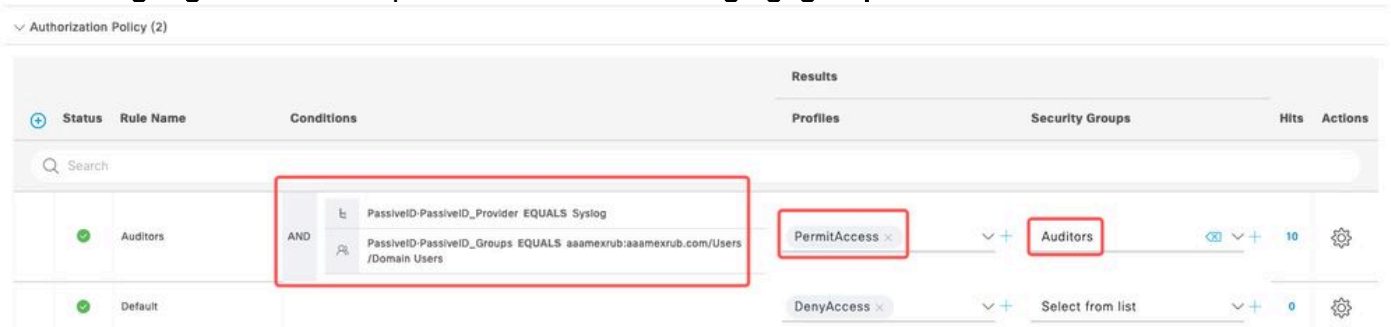 Authorization Policy (2)
Results
Status Rule Name Conditions Profiles Security Groups Hits Actions
Search
PassiveID·PassiveID_Provider EQUALS Syslog
Auditors AND PermitAccess × Auditors 10
PassiveID·PassiveID_Groups EQUALS aaamexrub:aaamexrub.com/Users
/Domain Users
Default DenyAccess × Select from list 0